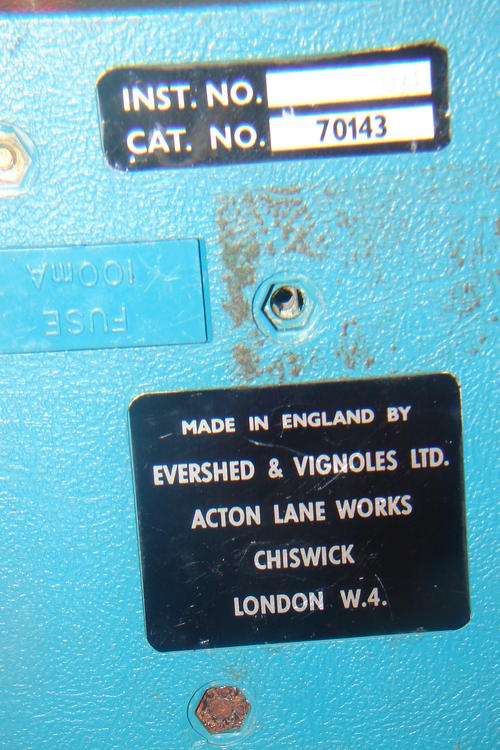 INST. NO.
CAT. NO. 70143
FUSE
100mA
MADE IN ENGLAND BY
EVERSHED & VIGNOLES LTD.
ACTON LANE WORKS
CHISWICK
LONDON W.4.